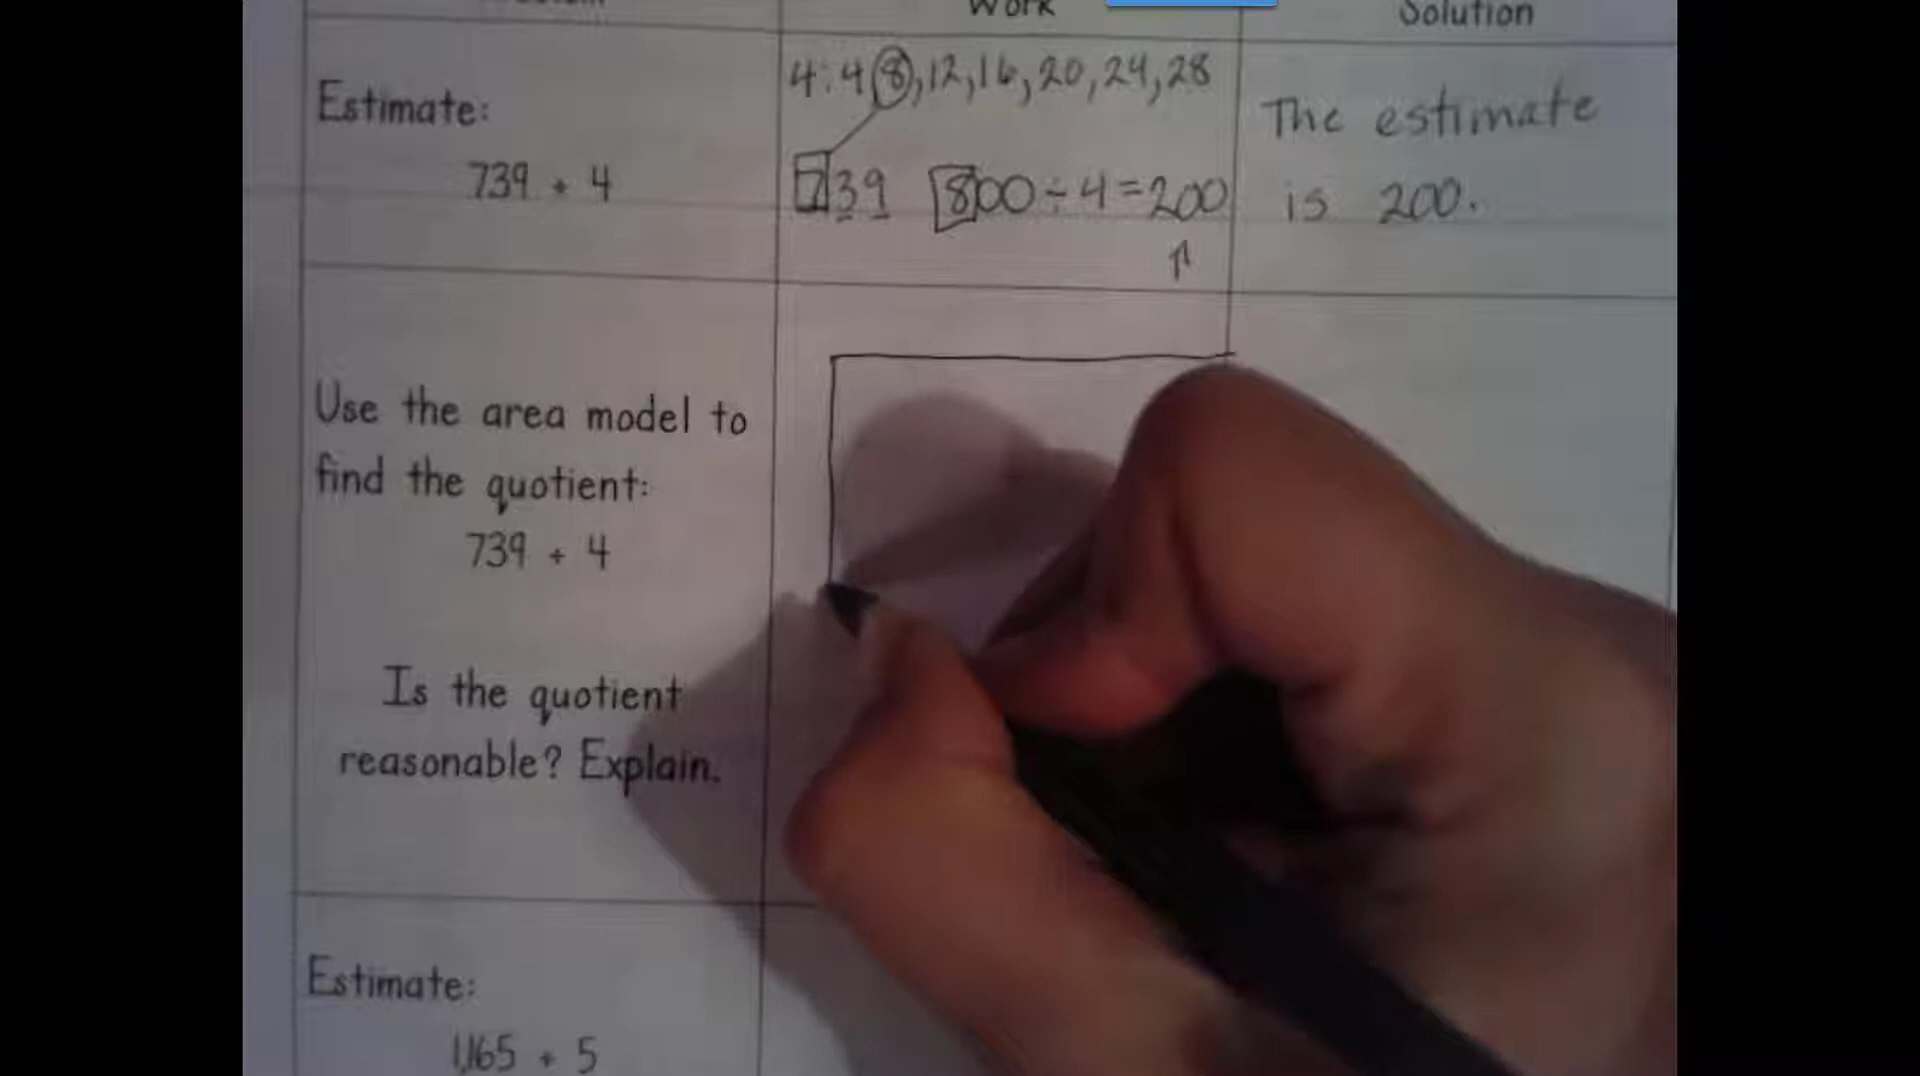 Work
Solution
Estimate:
739 ÷ 4
4:4 8, 12, 16, 20, 24, 28
739 800 ÷ 4 = 200
The estimate
is 200.
Use the area model to
find the quotient:
739 ÷ 4
Is the quotient
reasonable? Explain.
Estimate:
1,165 ÷ 5